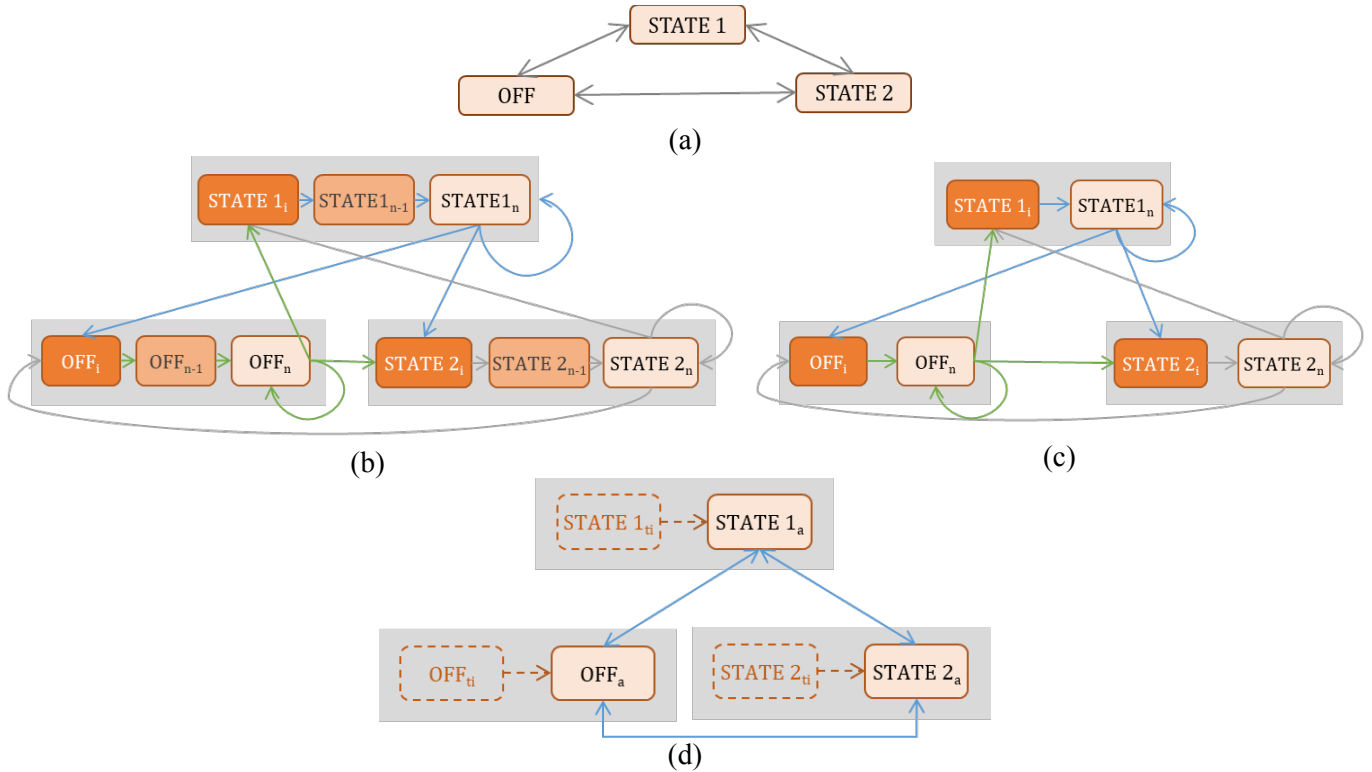 STATE 1
OFF
STATE 2
(a)
STATE 1i
STATE1n-1
STATE1n
OFFi
OFFn-1
OFFn
STATE 2i
STATE 2n-1
STATE 2n
(b)
STATE 1i
STATE1n
OFFi
OFFn
STATE 2i
STATE 2n
(c)
STATE 1ti
STATE 1a
OFFti
OFFa
STATE 2ti
STATE 2a
(d)